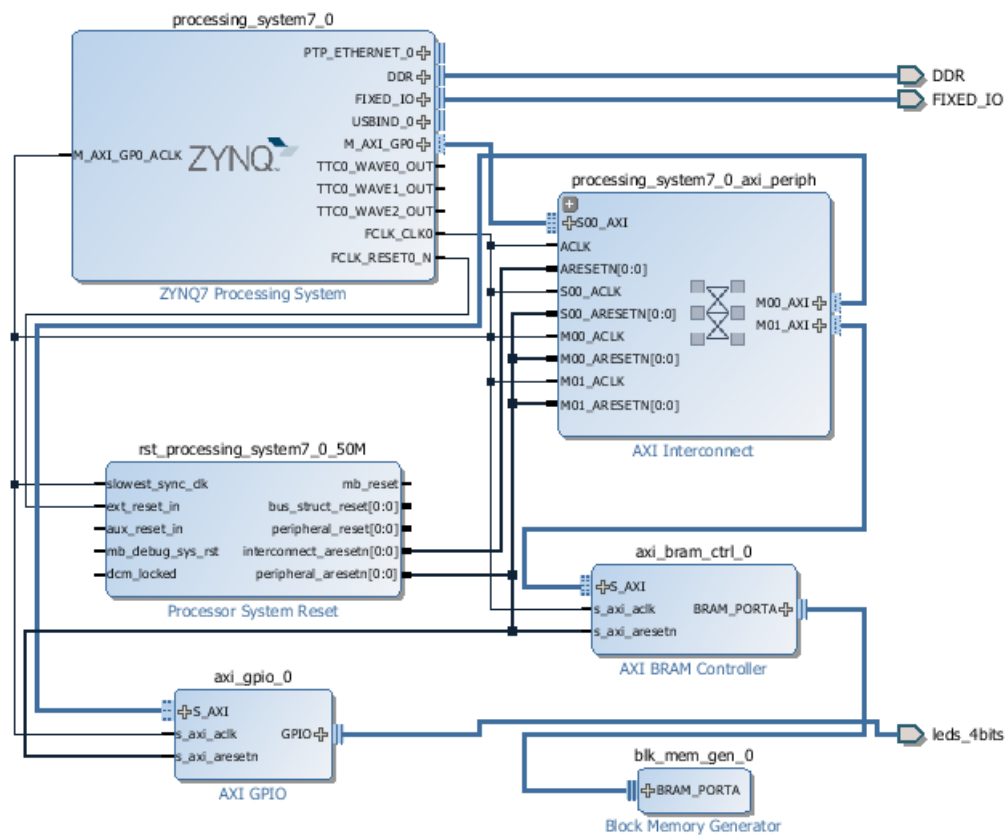 processing_system7_0
PTP_ETHERNET_0
DDR
FIXED_IO
USBIND_0
M_AXI_GP0
TTC0_WAVE0_OUT
TTC0_WAVE1_OUT
TTC0_WAVE2_OUT
FCLK_CLK0
FCLK_RESET0_N
M_AXI_GP0_ACLK
ZYNQ
ZYNQ7 Processing System
DDR
FIXED_IO
processing_system7_0_axi_periph
S00_AXI
ACLK
ARESETN[0:0]
S00_ACLK
S00_ARESETN[0:0]
M00_ACLK
M00_ARESETN[0:0]
M01_ACLK
M01_ARESETN[0:0]
M00_AXI
M01_AXI
AXI Interconnect
rst_processing_system7_0_50M
slowest_sync_clk
ext_reset_in
aux_reset_in
mb_debug_sys_rst
dcm_locked
mb_reset
bus_struct_reset[0:0]
peripheral_reset[0:0]
interconnect_aresetn[0:0]
peripheral_aresetn[0:0]
Processor System Reset
axi_bram_ctrl_0
S_AXI
s_axi_aclk
s_axi_aresetn
BRAM_PORTA
AXI BRAM Controller
axi_gpio_0
S_AXI
s_axi_aclk
s_axi_aresetn
GPIO
AXI GPIO
leds_4bits
blk_mem_gen_0
BRAM_PORTA
Block Memory Generator